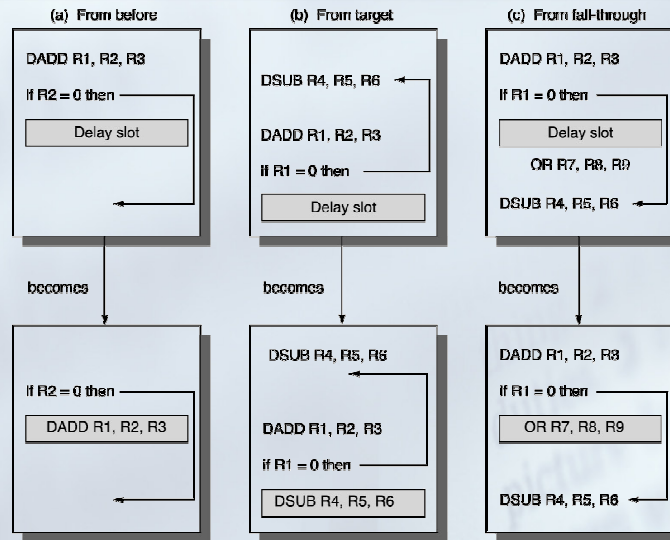 (a) From before
DADD R1, R2, R3
If R2 = 0 then
Delay slot
becomes
If R2 = 0 then
DADD R1, R2, R3
(b) From target
DSUB R4, R5, R6
DADD R1, R2, R3
if R1 = 0 then
Delay slot
becomes
DSUB R4, R5, R6
DADD R1, R2, R3
if R1 = 0 then
DSUB R4, R5, R6
(c) From fall-through
DADD R1, R2, R3
If R1 = 0 then
Delay slot
OR R7, R8, R9
DSUB R4, R5, R6
becomes
DADD R1, R2, R3
If R1 = 0 then
OR R7, R8, R9
DSUB R4, R5, R6